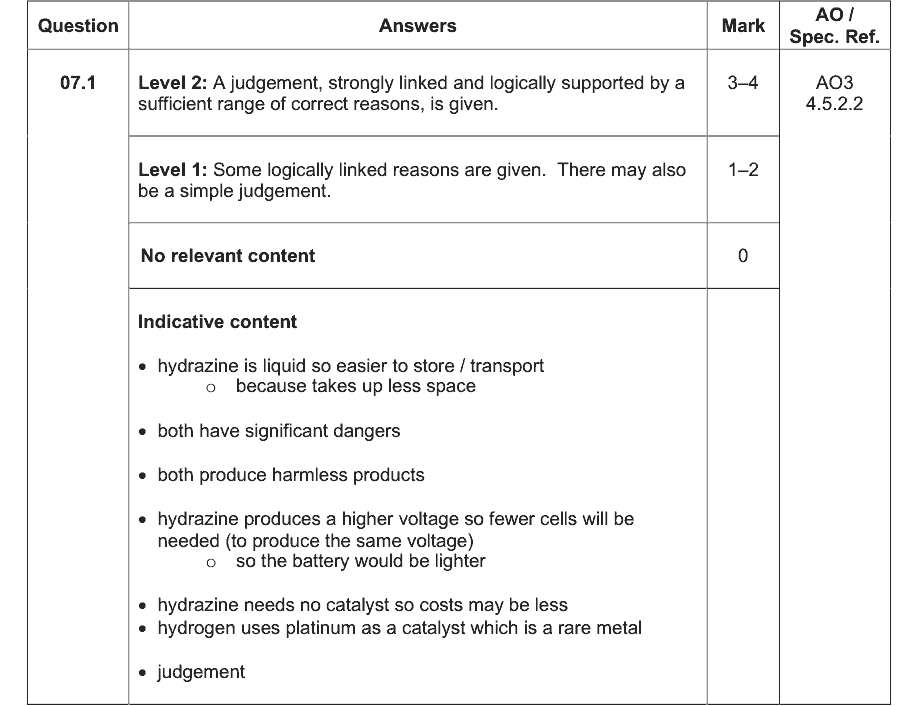 Question
Answers
Mark
AO /
Spec. Ref.
07.1
Level 2: A judgement, strongly linked and logically supported by a
sufficient range of correct reasons, is given.
3–4
AO3
4.5.2.2
Level 1: Some logically linked reasons are given. There may also
be a simple judgement.
1–2
No relevant content
0
Indicative content
• hydrazine is liquid so easier to store / transport
o because takes up less space
• both have significant dangers
• both produce harmless products
• hydrazine produces a higher voltage so fewer cells will be
needed (to produce the same voltage)
o so the battery would be lighter
• hydrazine needs no catalyst so costs may be less
• hydrogen uses platinum as a catalyst which is a rare metal
• judgement